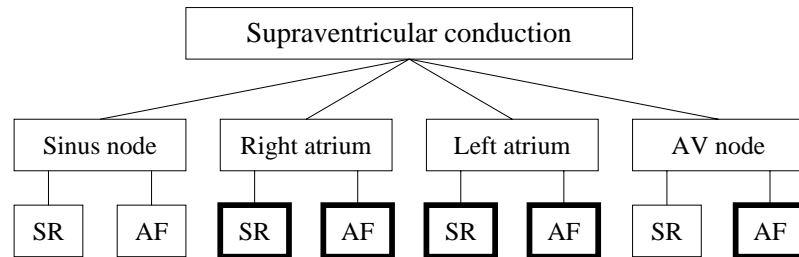 Supraventricular conduction
Sinus node Right atrium Left atrium AV node
SR AF SR AF SR AF SR AF